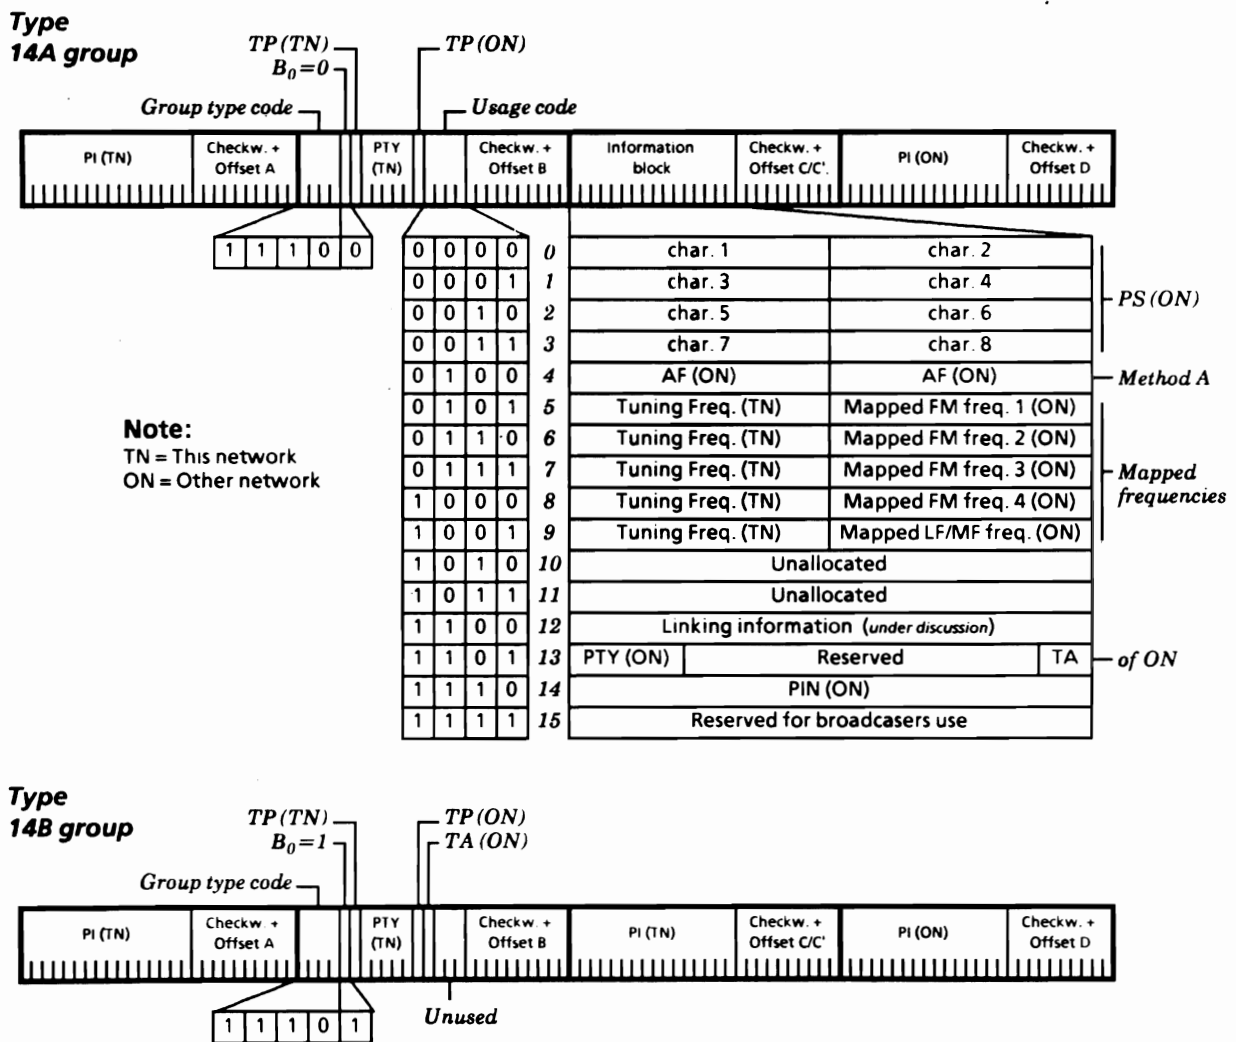 Type
14A group
TP (TN)
TP (ON)
B0=0
Group type code
Usage code
PI (TN)
Checkw. +
Offset A
PTY
(TN)
Checkw. +
Offset B
Information
block
Checkw. +
Offset C/C'.
PI (ON)
Checkw. +
Offset D
1 1 1 0 0
0 0 0 0 0 char. 1 char. 2
0 0 0 1 1 char. 3 char. 4
PS (ON)
0 0 1 0 2 char. 5 char. 6
0 0 1 1 3 char. 7 char. 8
0 1 0 0 4 AF (ON) AF (ON) Method A
0 1 0 1 5 Tuning Freq. (TN) Mapped FM freq. 1 (ON)
0 1 1 0 6 Tuning Freq. (TN) Mapped FM freq. 2 (ON)
0 1 1 1 7 Tuning Freq. (TN) Mapped FM freq. 3 (ON)
Mapped
frequencies
1 0 0 0 8 Tuning Freq. (TN) Mapped FM freq. 4 (ON)
1 0 0 1 9 Tuning Freq. (TN) Mapped LF/MF freq. (ON)
1 0 1 0 10 Unallocated
1 0 1 1 11 Unallocated
1 1 0 0 12 Linking information (under discussion)
1 1 0 1 13 PTY (ON) Reserved TA of ON
1 1 1 0 14 PIN (ON)
1 1 1 1 15 Reserved for broadcasers use
Note:
TN = This network
ON = Other network
Type
14B group
TP (TN)
TP (ON)
B0=1
TA (ON)
Group type code
PI (TN)
Checkw. +
Offset A
PTY
(TN)
Checkw. +
Offset B
PI (TN)
Checkw. +
Offset C/C'
PI (ON)
Checkw. +
Offset D
1 1 1 0 1
Unused